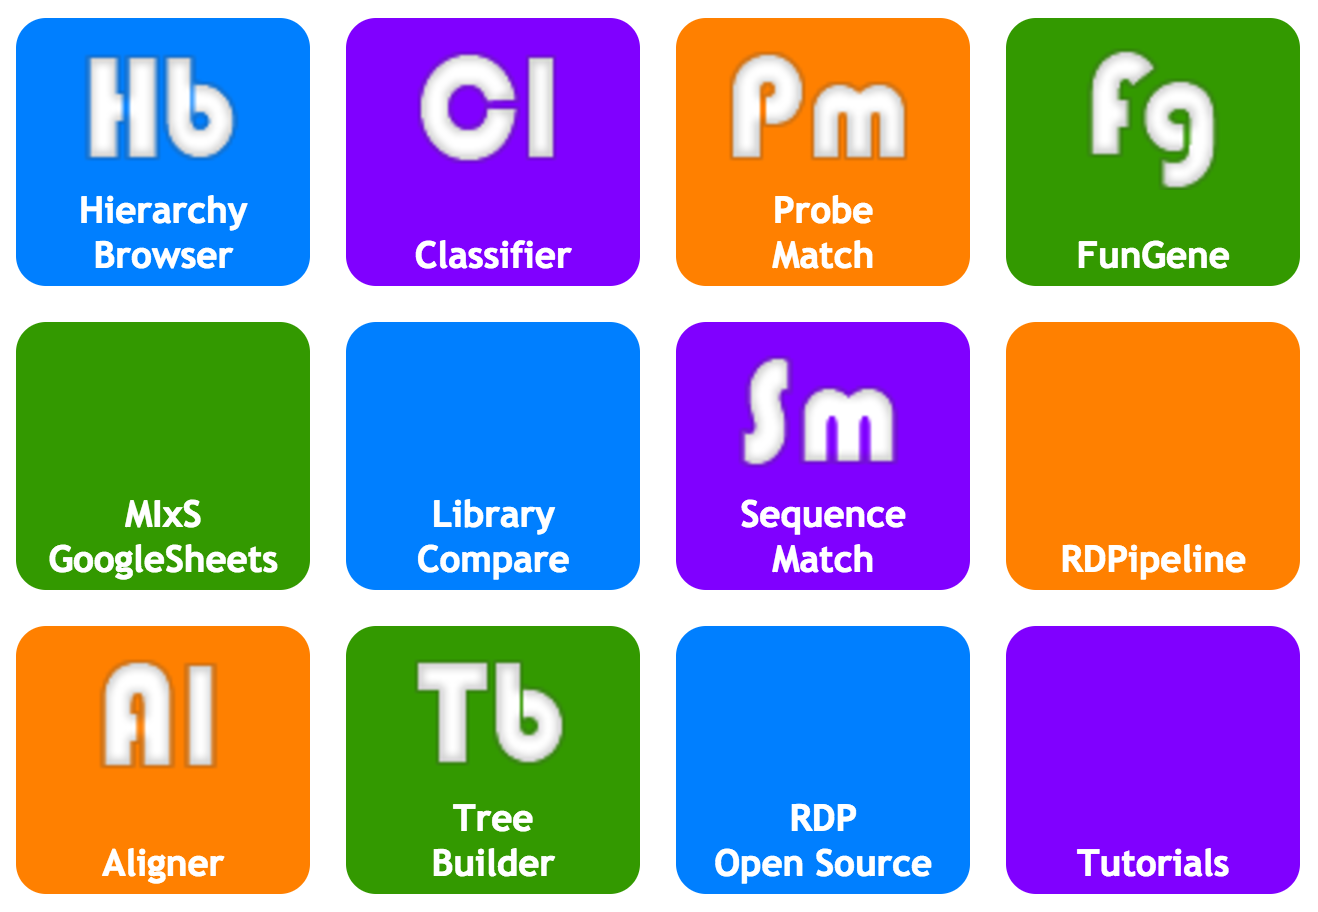 Hb
Hierarchy
Browser
Cl
Classifier
Pm
Probe
Match
Fg
FunGene
MIxS
GoogleSheets
Library
Compare
Sm
Sequence
Match
RDPipeline
Al
Aligner
Tb
Tree
Builder
RDP
Open Source
Tutorials